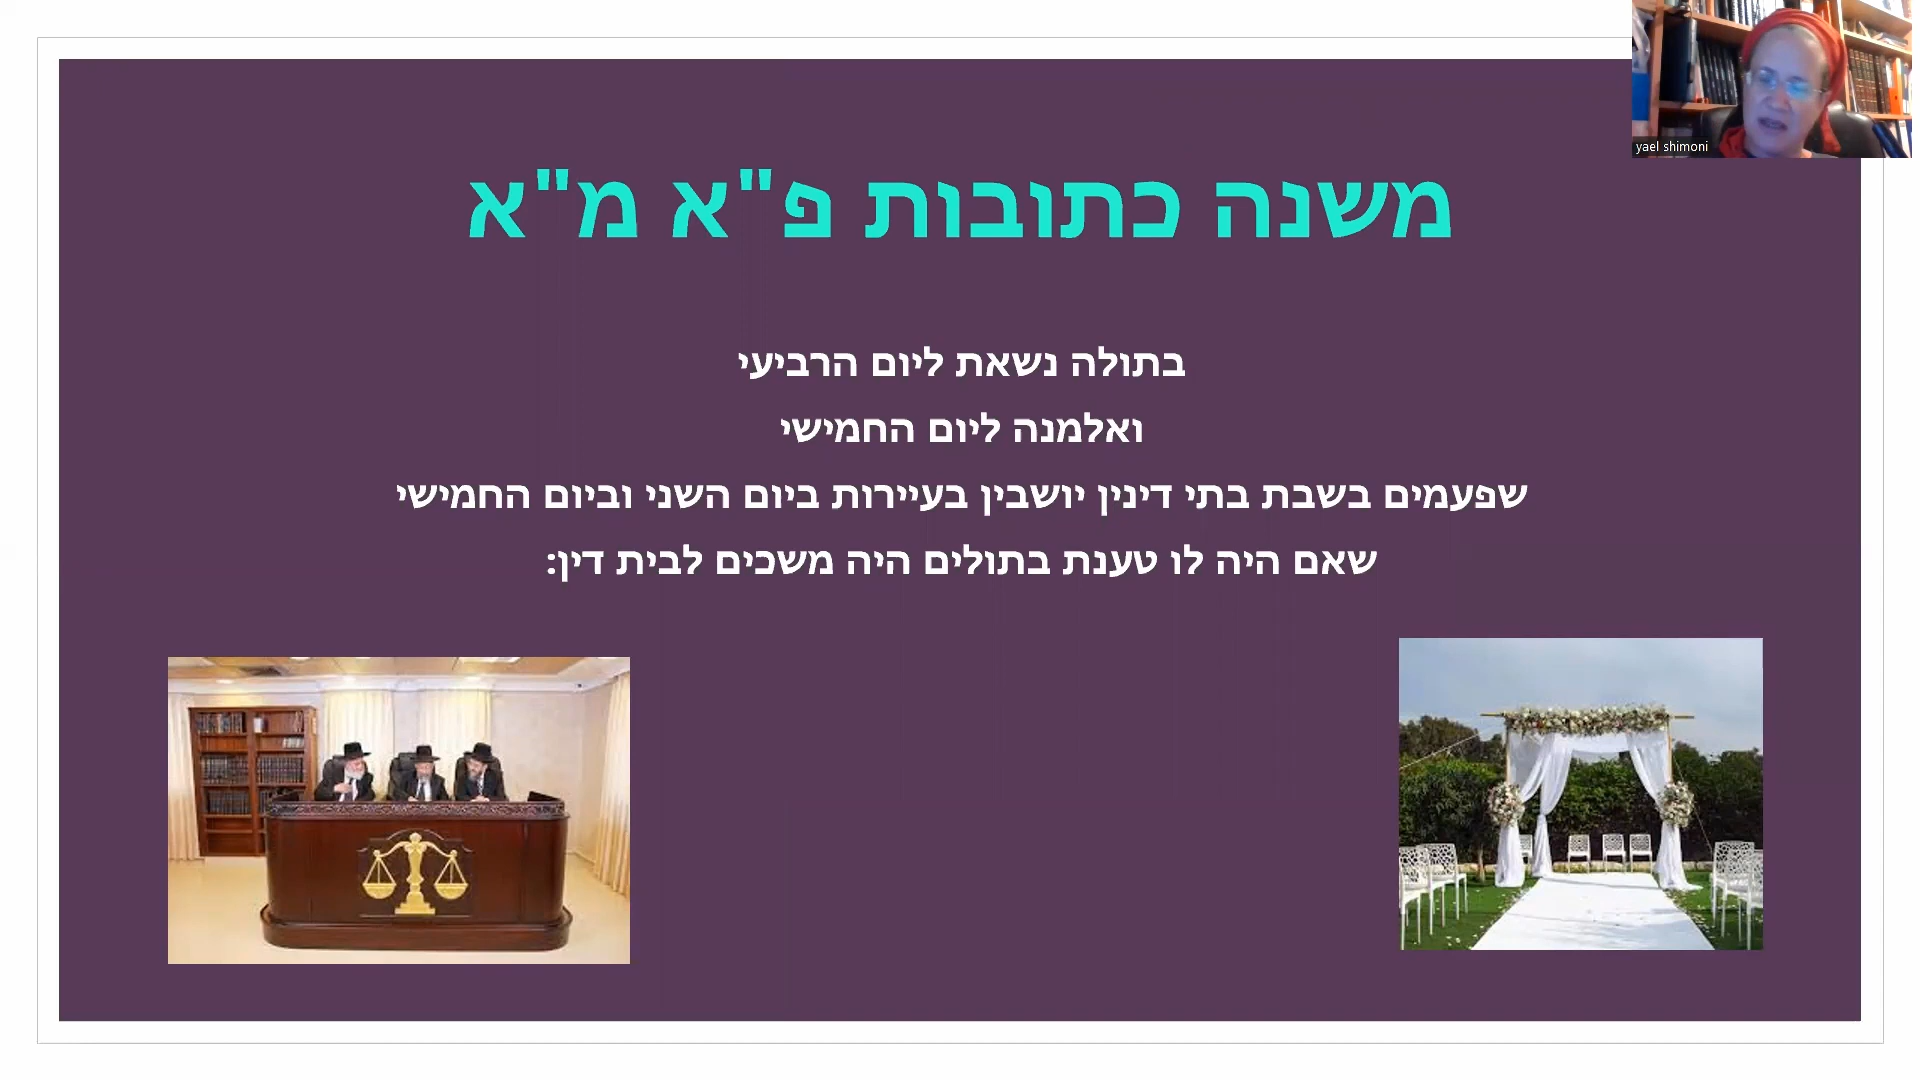 משנה כתובות פ"א מ"א
בתולה נשאת ליום הרביעי
ואלמנה ליום החמישי
שפעמים בשבת בתי דינין יושבין בעיירות ביום השני וביום החמישי
שאם היה לו טענת בתולים היה משכים לבית דין:
yael shimoni